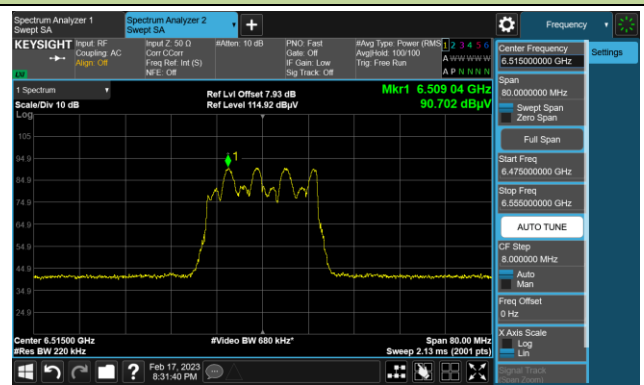 Spectrum Analyzer 1
Swept SA
Spectrum Analyzer 2
Swept SA
+
Frequency
KEYSIGHT
Input: RF
Coupling: AC
Align: Off
Input Z: 50 Ω
Corr CCorr
Freq Ref: Int (S)
NFE: Off
#Atten: 10 dB
PNO: Fast
Gate: Off
IF Gain: Low
Sig Track: Off
#Avg Type: Power (RMS)
Avg|Hold: 100/100
Trig: Free Run
1 2 3 4 5 6
A W W W W W
A P N N N N
LXI
1 Spectrum
Scale/Div 10 dB
Log
Ref Lvl Offset 7.93 dB
Ref Level 114.92 dBµV
Mkr1 6.509 04 GHz
90.702 dBµV
105
94.9
84.9
74.9
64.9
54.9
44.9
34.9
24.9
1
Center 6.51500 GHz
#Res BW 220 kHz
#Video BW 680 kHz*
Span 80.00 MHz
Sweep 2.13 ms (2001 pts)
Center Frequency
6.515000000 GHz
Settings
Span
80.0000000 MHz
Swept Span
Zero Span
Full Span
Start Freq
6.475000000 GHz
Stop Freq
6.555000000 GHz
AUTO TUNE
CF Step
8.000000 MHz
Auto
Man
Freq Offset
0 Hz
X Axis Scale
Log
Lin
Signal Track
(Span Zoom)
?
Feb 17, 2023
8:31:40 PM